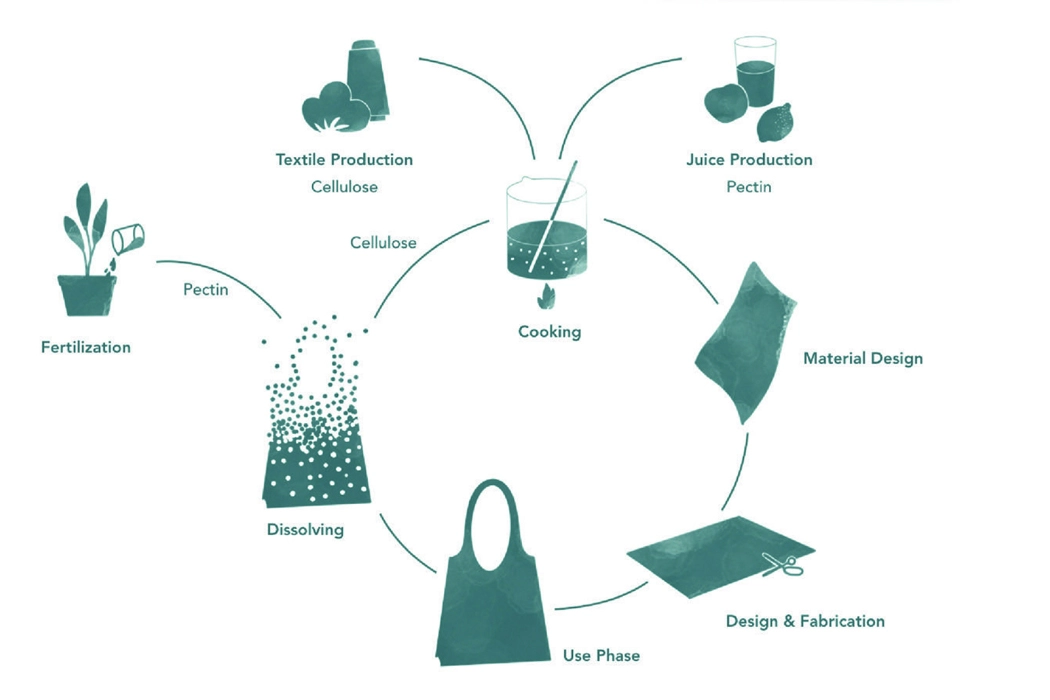 Textile Production
Cellulose
Juice Production
Pectin
Cellulose
Pectin
Fertilization
Cooking
Material Design
Dissolving
Design & Fabrication
Use Phase